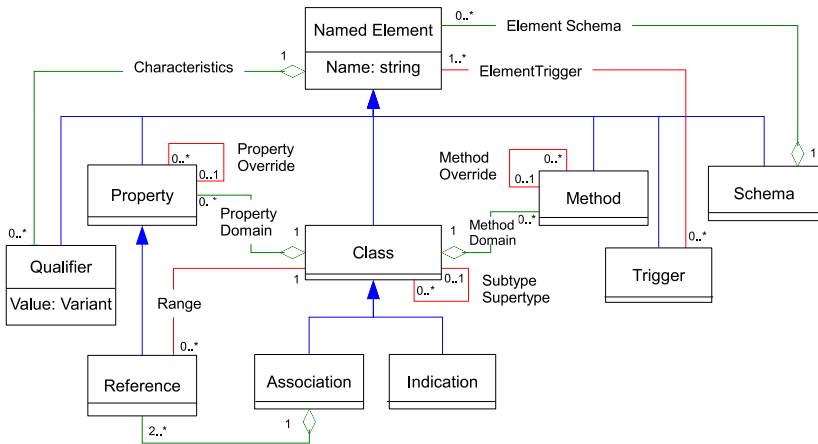 Named Element
0..*
Element Schema
1
Characteristics
Name: string
1..*
ElementTrigger
0..*
Property
Override
0..1
Method
Override
0..*
0..1
1
Property
0..*
Property
Domain
Method
0..*
Method
Domain
Schema
0..*
1
1
0..*
Qualifier
Class
Trigger
Value: Variant
Range
1
0..1
0..*
Subtype
Supertype
0..*
Reference
Association
Indication
2..*
1